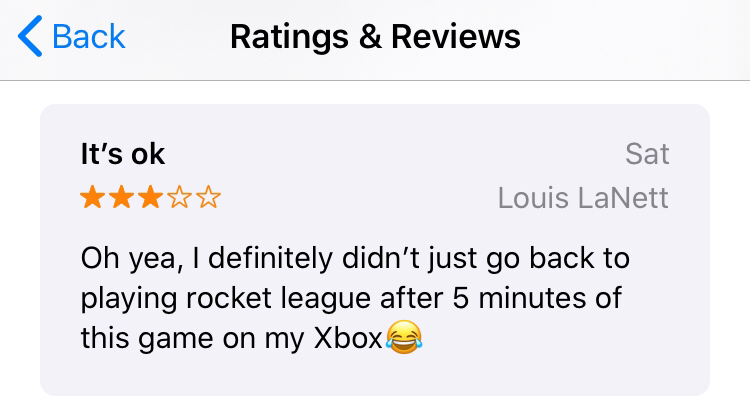 Back
Ratings & Reviews
It’s ok
Sat
Louis LaNett
Oh yea, I definitely didn’t just go back to
playing rocket league after 5 minutes of
this game on my Xbox😂